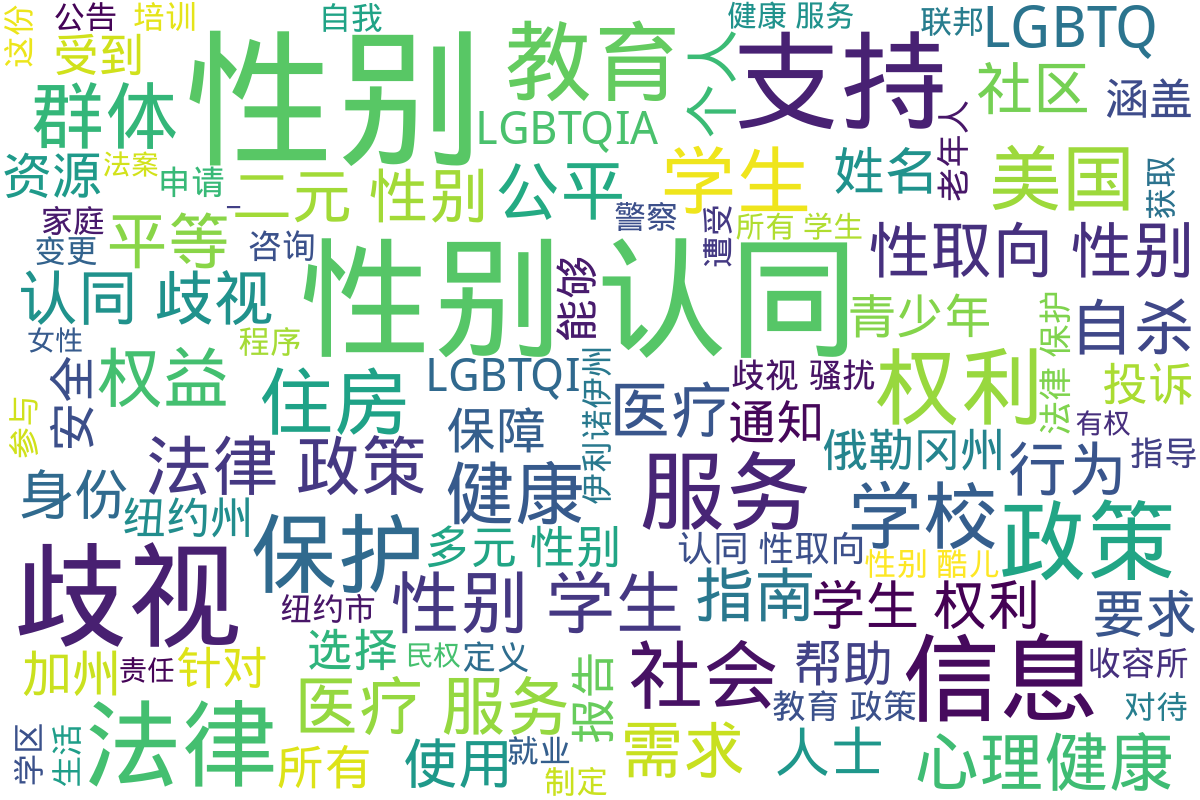 这份
公告
培训
自我
健康 服务
联邦
LGBTQ
受到
性别
教育
个人
支持
社区
涵盖
群体
LGBTQIA
老年人
资源
法案
申请
二元 性别
公平
学生
姓名
美国
获取
家庭
变更
平等
咨询
警察
遭受
所有 学生
性取向 性别
认同 歧视
性别认同
能够
青少年
自杀
法律 保护
女性
程序
安全
权益
住房
LGBTQI
伊利诺伊州
医疗
歧视 骚扰
权利
投诉
参与
保障
通知
有权
俄勒冈州
指导
法律 政策
健康
服务
行为
身份
纽约州
保护
学校
政策
歧视
多元 性别
认同 性取向
性别 酷儿
纽约市
性别 学生
指南
学生 权利
要求
选择
民权
定义
加州
责任
针对
社会
帮助
信息
收容所
医疗 服务
报告
教育 政策
对待
学区
生活
法律
所有
使用
就业
制定
需求
人士
心理健康